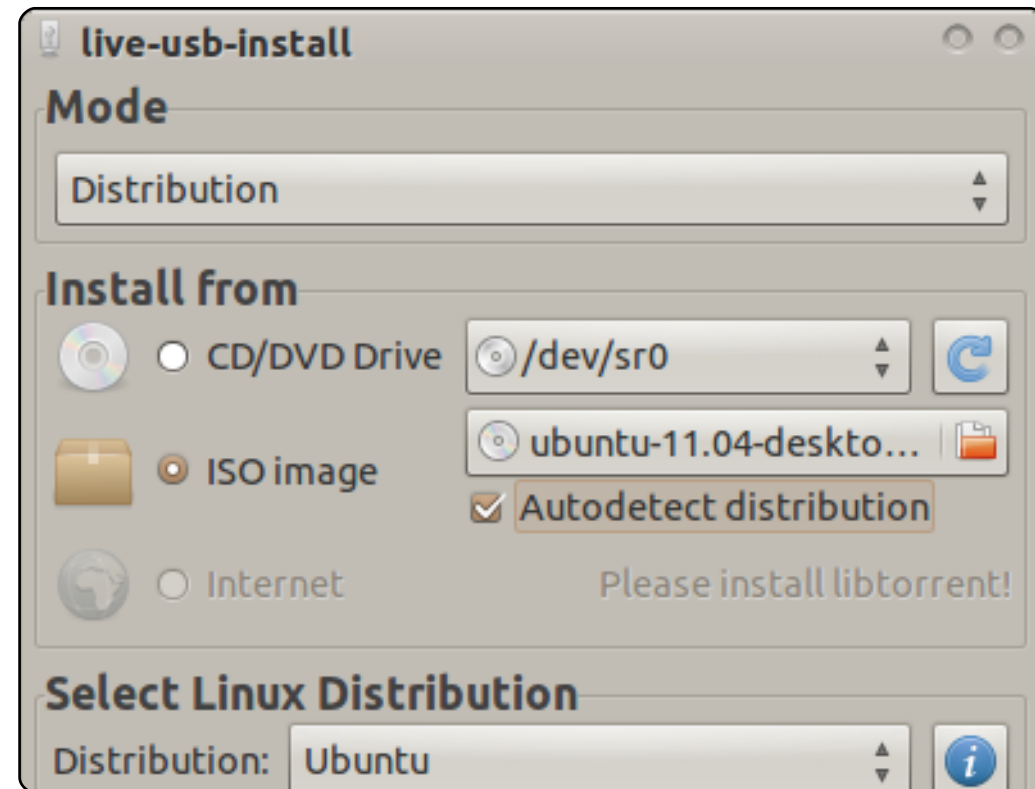 live-usb-install
Mode
Distribution
Install from
CD/DVD Drive /dev/sr0
ubuntu-11.04-deskto...
ISO image
Autodetect distribution
Internet Please install libtorrent!
Select Linux Distribution
Distribution: Ubuntu